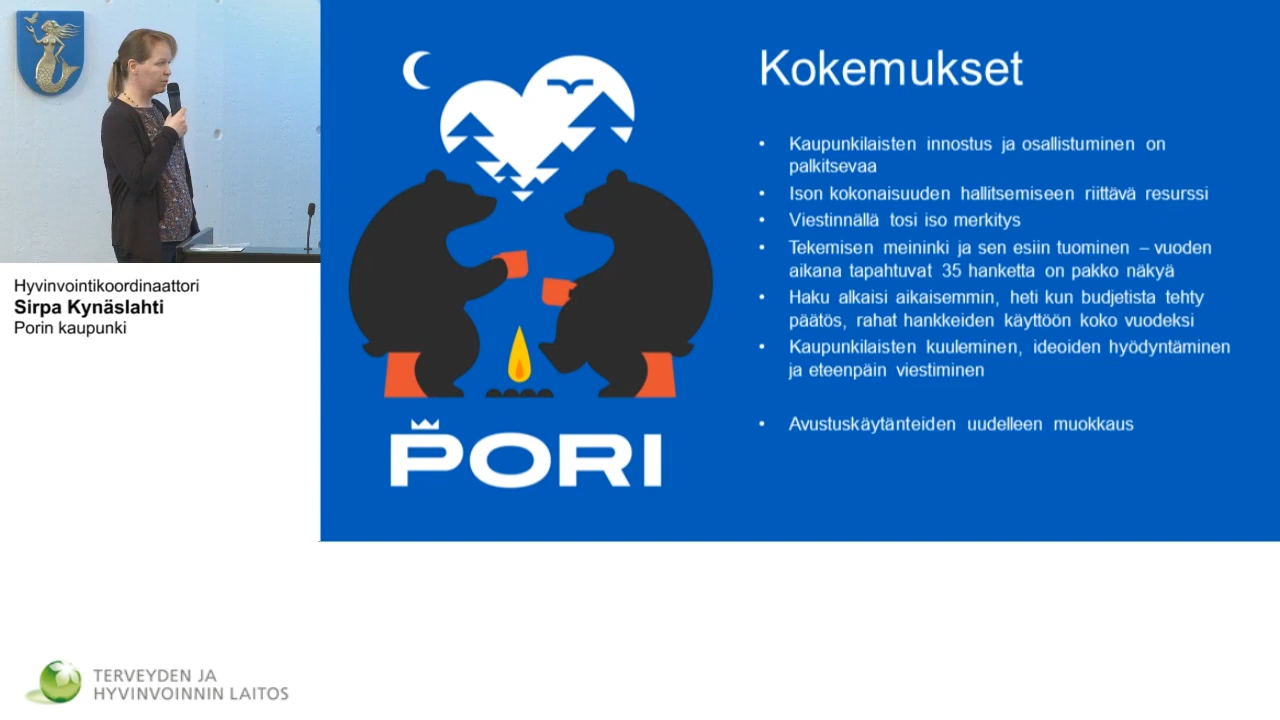 Hyvinvointikoordinaattori
Sirpa Kynäslahti
Porin kaupunki
PORI
Kokemukset
• Kaupunkilaisten innostus ja osallistuminen on
palkitsevaa
• Ison kokonaisuuden hallitsemiseen riittävä resurssi
• Viestinnällä tosi iso merkitys
• Tekemisen meininki ja sen esiin tuominen – vuoden
aikana tapahtuvat 35 hanketta on pakko näkyä
• Haku alkaisi aikaisemmin, heti kun budjetista tehty
päätös, rahat hankkeiden käyttöön koko vuodeksi
• Kaupunkilaisten kuuleminen, ideoiden hyödyntäminen
ja eteenpäin viestiminen
• Avustuskäytänteiden uudelleen muokkaus
TERVEYDEN JA
HYVINVOINNIN LAITOS